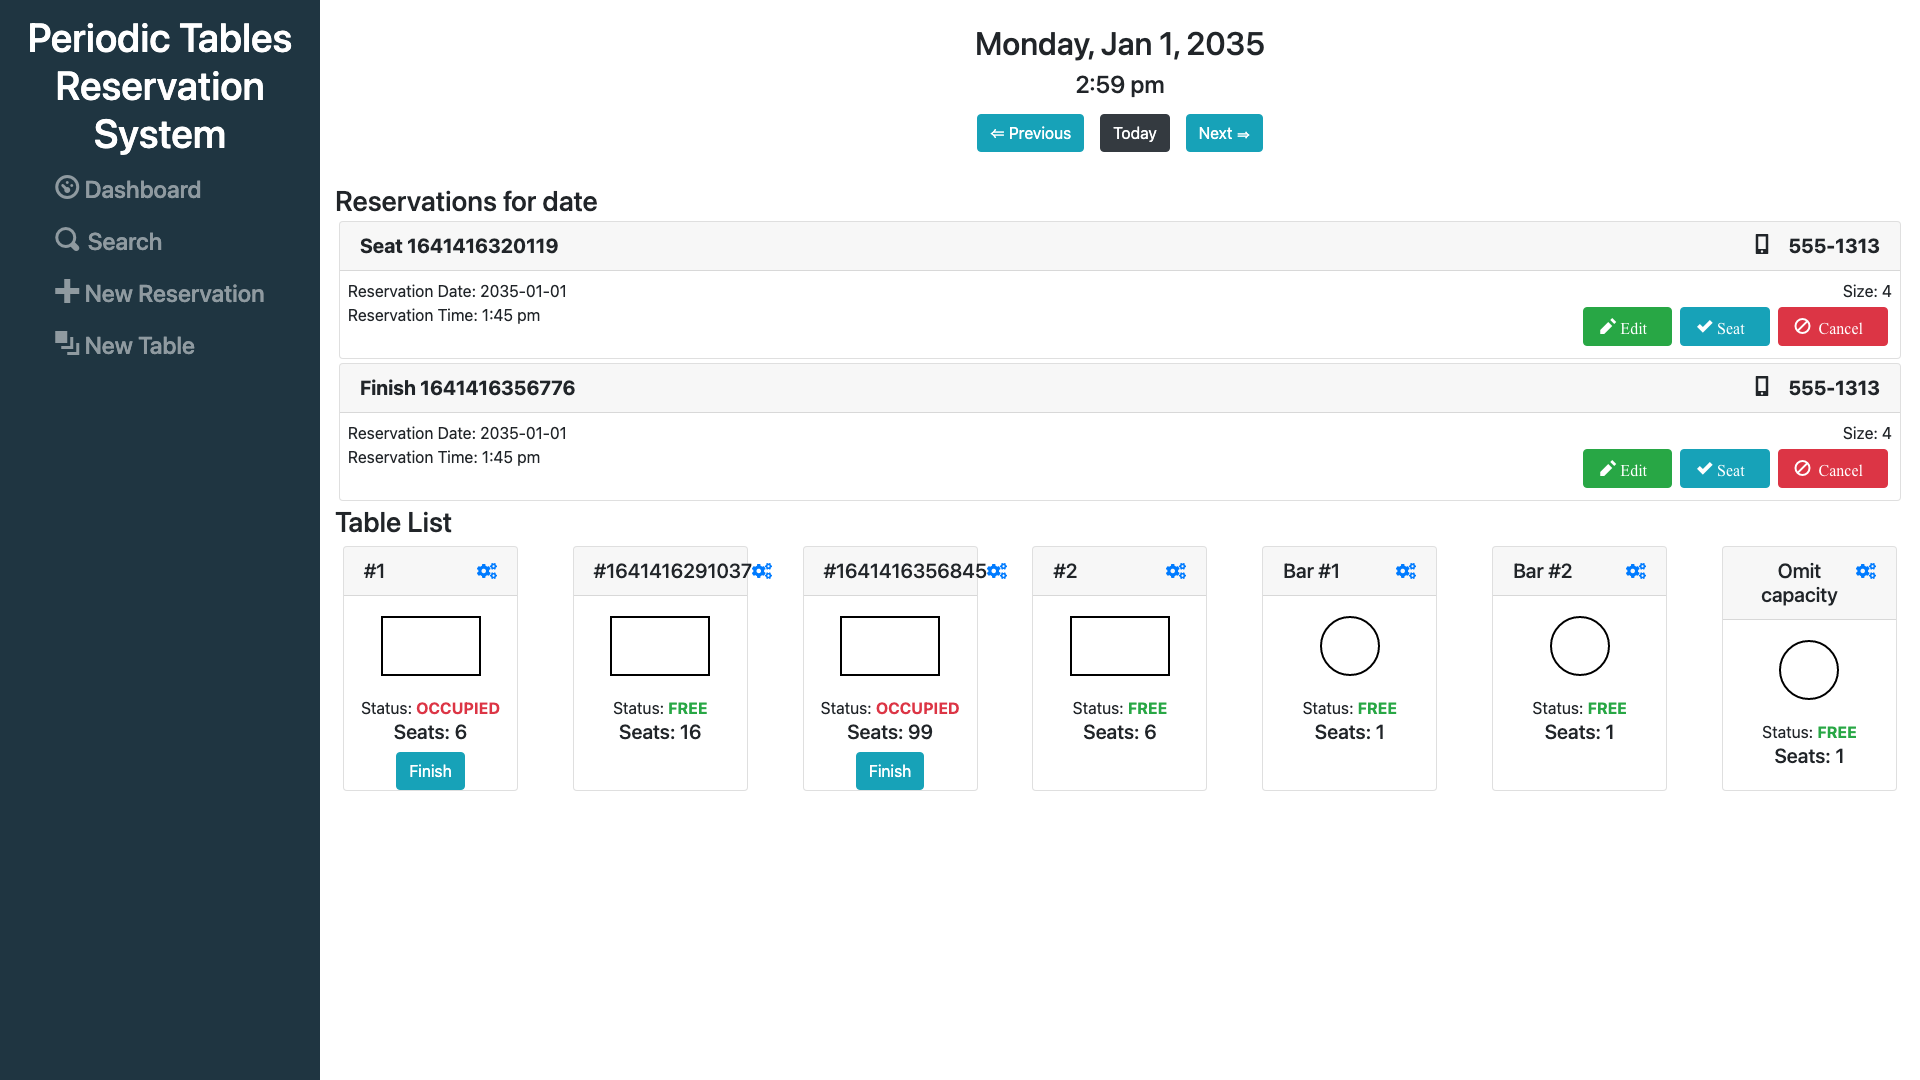 Periodic Tables
Reservation
System
Dashboard
Search
New Reservation
New Table
Monday, Jan 1, 2035
2:59 pm
⇐ Previous Today Next ⇒
Reservations for date
Seat 1641416320119 555-1313
Reservation Date: 2035-01-01 Size: 4
Reservation Time: 1:45 pm
Edit Seat Cancel
Finish 1641416356776 555-1313
Reservation Date: 2035-01-01 Size: 4
Reservation Time: 1:45 pm
Edit Seat Cancel
Table List
#1
Status: OCCUPIED
Seats: 6
Finish
#1641416291037
Status: FREE
Seats: 16
#1641416356845
Status: OCCUPIED
Seats: 99
Finish
#2
Status: FREE
Seats: 6
Bar #1
Status: FREE
Seats: 1
Bar #2
Status: FREE
Seats: 1
Omit
capacity
Status: FREE
Seats: 1